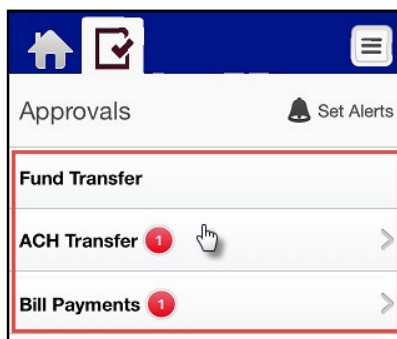 Approvals Set Alerts
Fund Transfer
ACH Transfer 1
Bill Payments 1